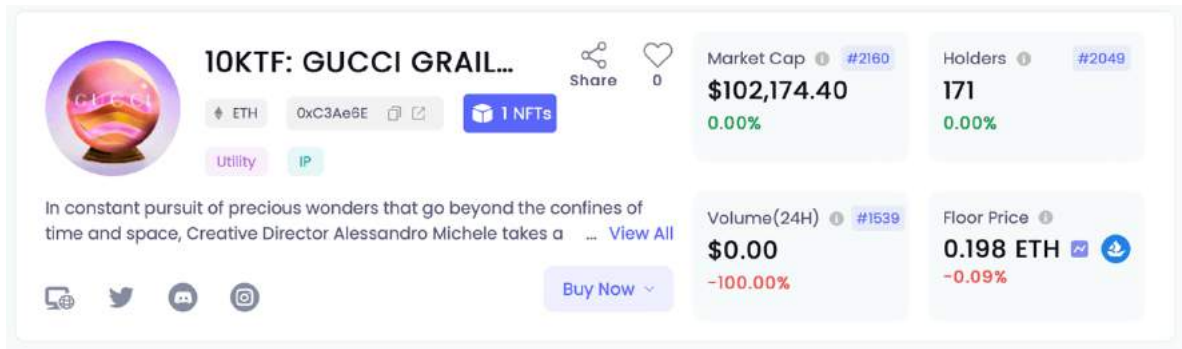 GUCCI
10KTF: GUCCI GRAIL...
Share
0
ETH
0xC3Ae6E
1 NFTs
Utility
IP
In constant pursuit of precious wonders that go beyond the confines of
time and space, Creative Director Alessandro Michele takes a ... View All
Buy Now
Market Cap #2160
$102,174.40
0.00%
Holders #2049
171
0.00%
Volume(24H) #1539
$0.00
-100.00%
Floor Price
0.198 ETH
-0.09%